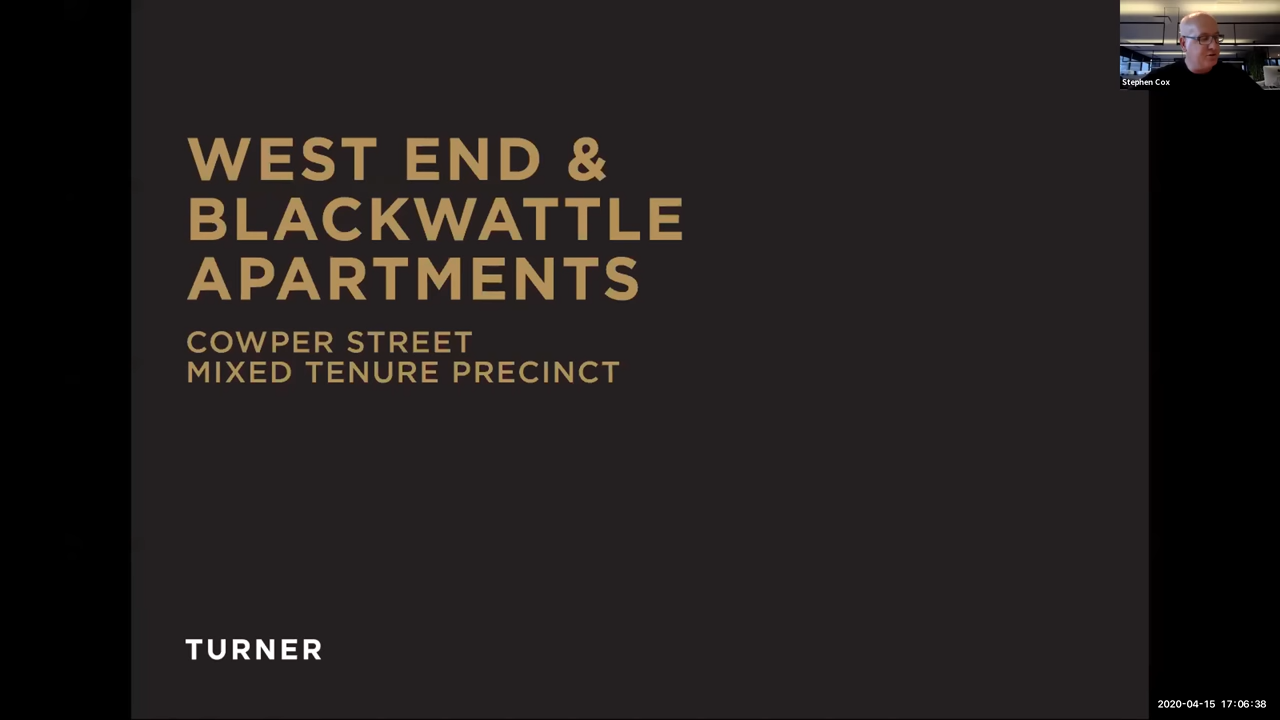 WEST END &
BLACKWATTLE
APARTMENTS
COWPER STREET
MIXED TENURE PRECINCT
TURNER
Stephen Cox
2020-04-15 17:06:38